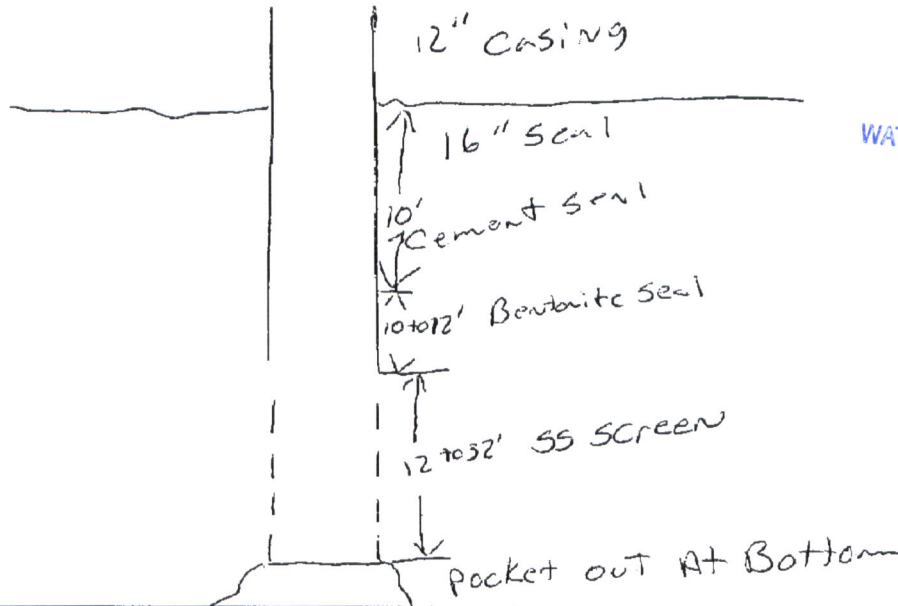 12" Casing
16" Seal
WAT
10'
Cement Seal
10 to 12' Bentonite Seal
12 to 32' SS SCREEN
Pocket out At Bottom